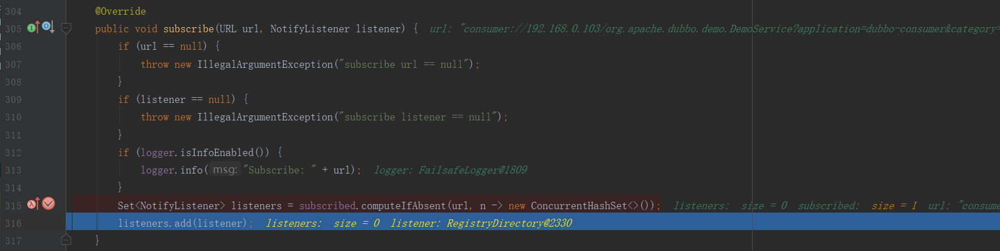 304 @Override
305 public void subscribe(URL url, NotifyListener listener) { url: "consumer://192.168.0.103/org.apache.dubbo.demo.DemoService?application=dubbo-consumer&category=
306 if (url == null) {
307 throw new IllegalArgumentException("subscribe url == null");
308 }
309 if (listener == null) {
310 throw new IllegalArgumentException("subscribe listener == null");
311 }
312 if (logger.isInfoEnabled()) {
313 logger.info( msg: "Subscribe: " + url); logger: FailsafeLogger@1809
314 }
315 Set<NotifyListener> listeners = subscribed.computeIfAbsent(url, n -> new ConcurrentHashSet<>()); listeners: size = 0 subscribed: size = 1 url: "consume
316 listeners.add(listener); listeners: size = 0 listener: RegistryDirectory@2330
317 }